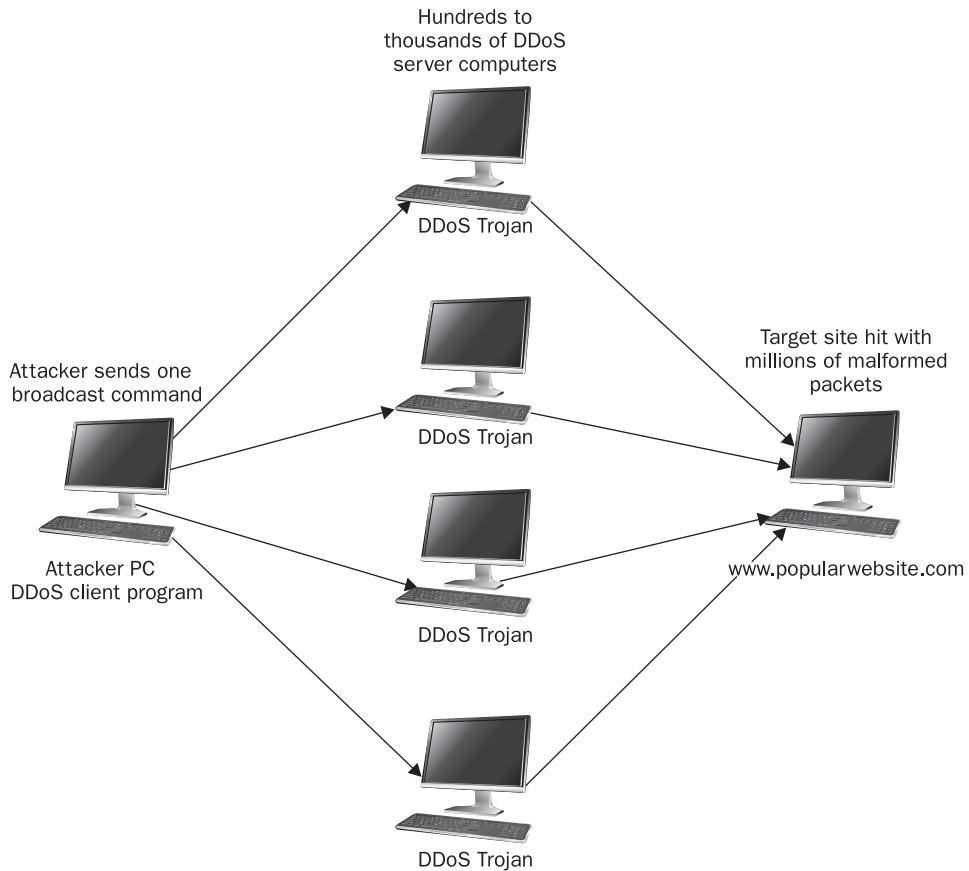 Hundreds to
thousands of DDoS
server computers
DDoS Trojan
Attacker sends one
broadcast command
Attacker PC
DDoS client program
DDoS Trojan
DDoS Trojan
DDoS Trojan
Target site hit with
millions of malformed
packets
www.popularwebsite.com